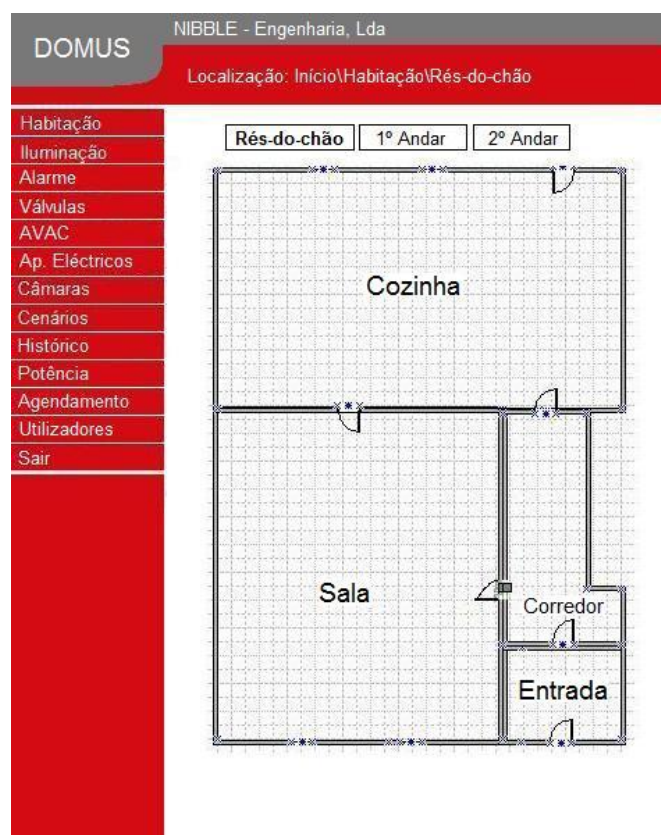 DOMUS
NIBBLE - Engenharia, Lda
Localização: Início\Habitação\Rés-do-chão
Habitação
Iluminação
Alarme
Válvulas
AVAC
Ap. Eléctricos
Câmaras
Cenários
Histórico
Potência
Agendamento
Utilizadores
Sair
Rés-do-chão 1º Andar 2º Andar
Cozinha
Sala
Corredor
Entrada